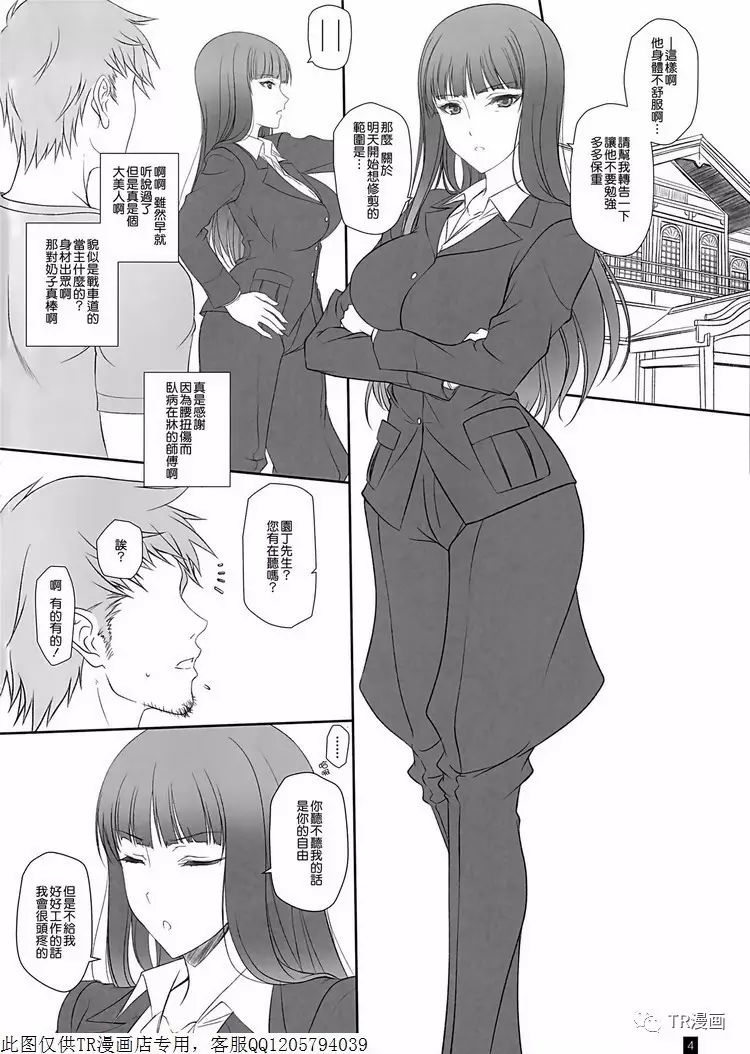 —這樣啊
他身體不舒服啊…
請幫我轉告一下
讓他不要勉強
多多保重
那麼 關於
明天開始想修剪的
範圍是…
啊啊 雖然早就
听說過了
但是真是個
大美人啊
貌似是戰車道的
當主什麼的?
身材出眾啊
那對奶子真棒啊
真是感謝
因為腰扭傷而
臥病在牀的師傅啊
園丁先生?
您有在聽嗎?
誒?
啊 有的有的!
……
你聽不聽我的話
是你的自由
但是不給我
好好工作的話
我會很頭疼的
4
TR漫画
此图仅供TR漫画店专用，客服QQ1205794039